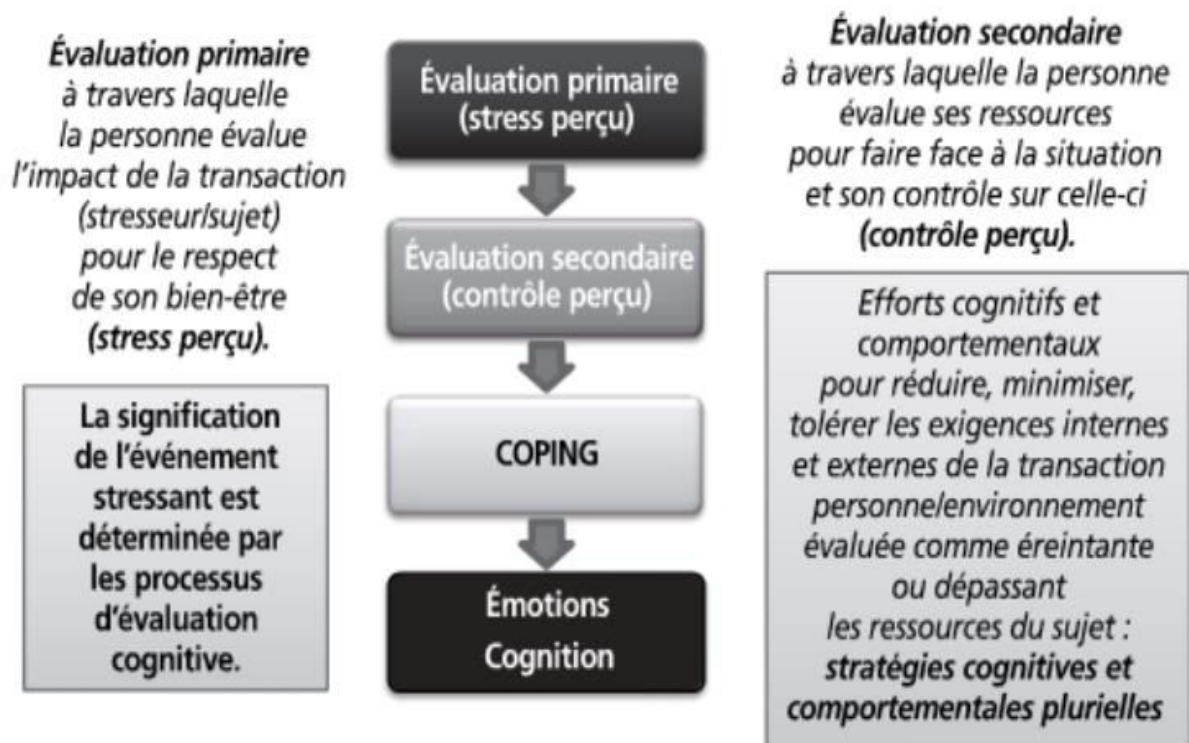 Évaluation primaire
à travers laquelle
la personne évalue
l'impact de la transaction
(stresseur/sujet)
pour le respect
de son bien-être
(stress perçu).
La signification
de l'événement
stressant est
déterminée par
les processus
d'évaluation
cognitive.
Évaluation primaire
(stress perçu)
Évaluation secondaire
(contrôle perçu)
COPING
Émotions
Cognition
Évaluation secondaire
à travers laquelle la personne
évalue ses ressources
pour faire face à la situation
et son contrôle sur celle-ci
(contrôle perçu).
Efforts cognitifs et
comportementaux
pour réduire, minimiser,
tolérer les exigences internes
et externes de la transaction
personne/environnement
évaluée comme éreintante
ou dépassant
les ressources du sujet :
stratégies cognitives et
comportementales plurielles